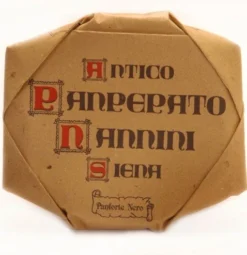 ANTICO
PANPEPATO
NANNINI
SIENA
Panforte Nero